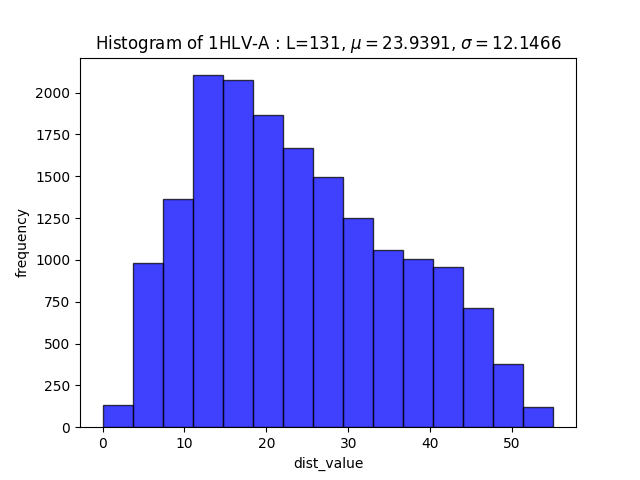 Histogram of 1HLV-A : L=131, μ = 23.9391, σ = 12.1466
2000
1750
1500
1250
1000
750
500
250
0
frequency
0 10 20 30 40 50
dist_value